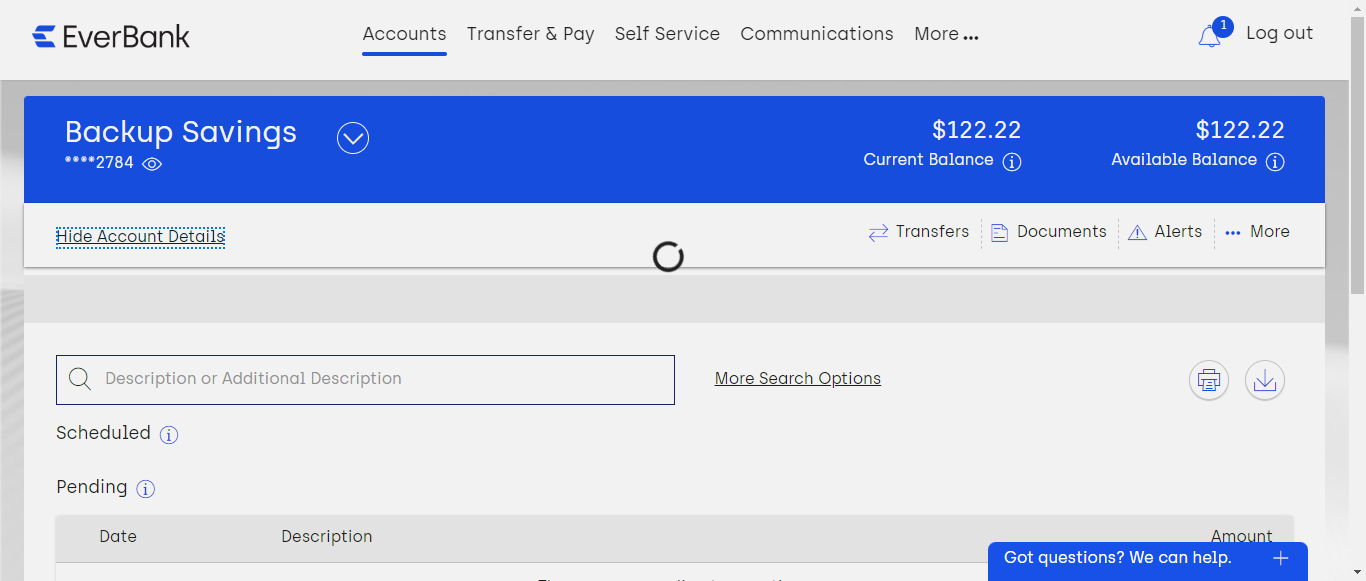 EverBank
Accounts Transfer & Pay Self Service Communications More ... 1 Log out
Backup Savings $122.22 $122.22
****2784 Current Balance Available Balance
Hide Account Details Transfers Documents Alerts ... More
Description or Additional Description More Search Options
Scheduled
Pending
Date Description Amount
Got questions? We can help. +